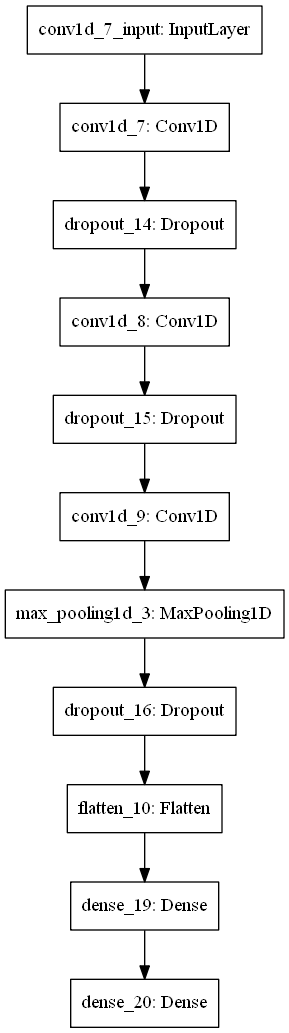 conv1d_7_input: InputLayer
conv1d_7: Conv1D
dropout_14: Dropout
conv1d_8: Conv1D
dropout_15: Dropout
conv1d_9: Conv1D
max_pooling1d_3: MaxPooling1D
dropout_16: Dropout
flatten_10: Flatten
dense_19: Dense
dense_20: Dense